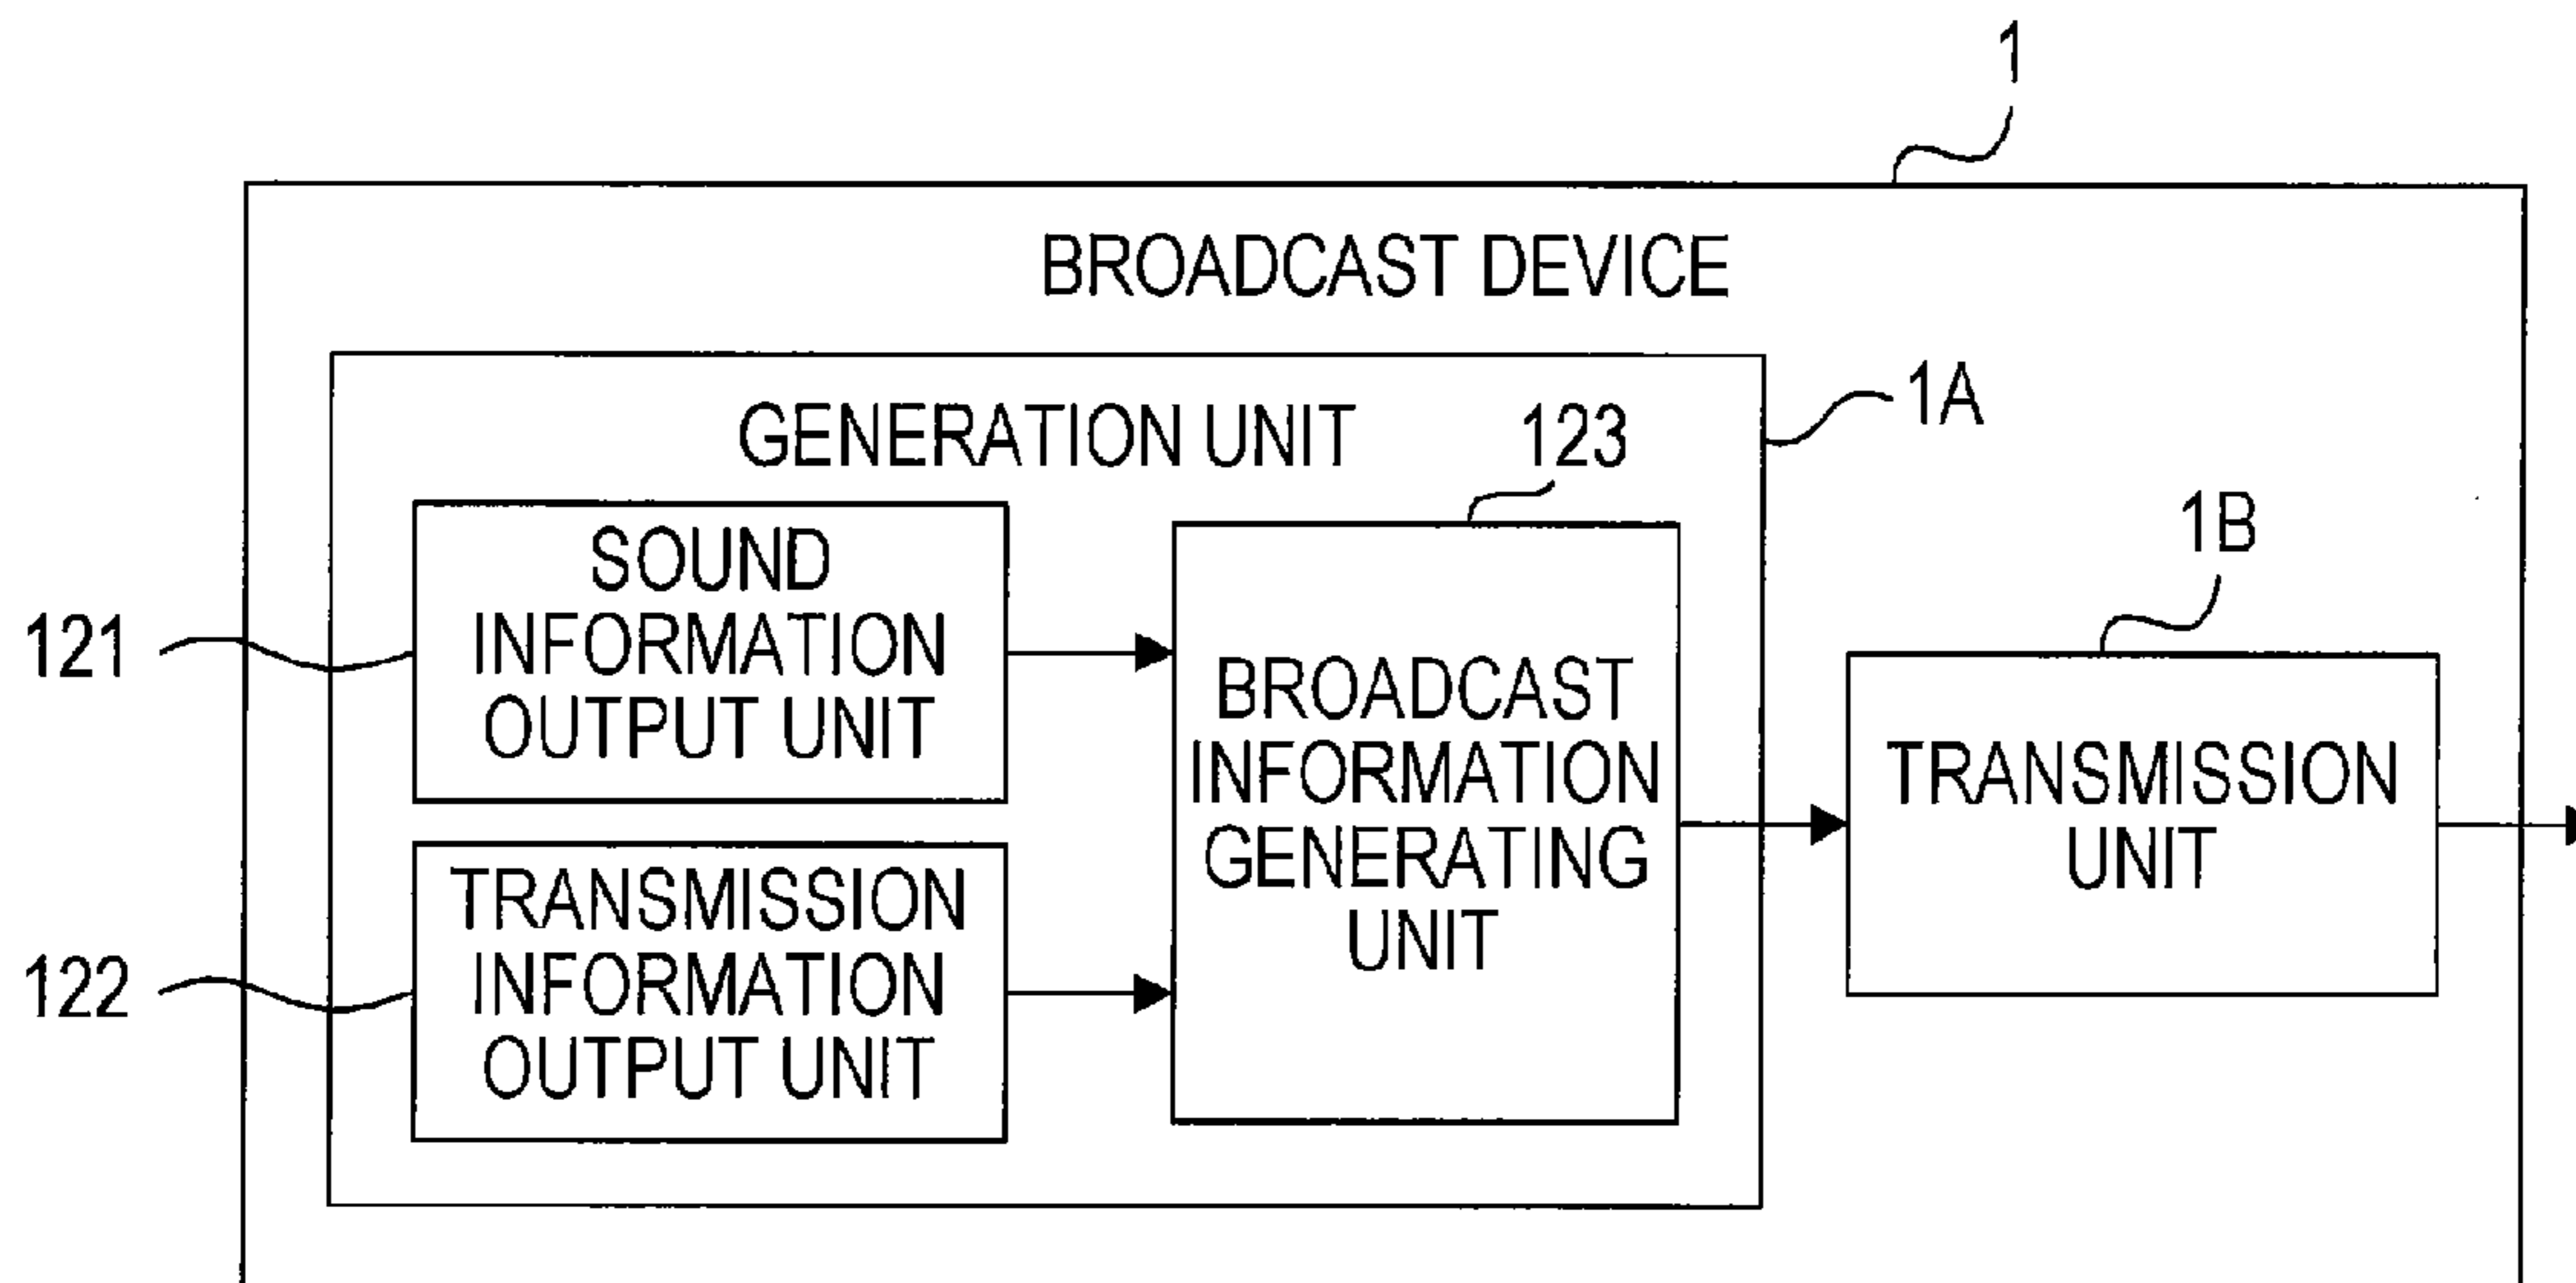 1
BROADCAST DEVICE
1A
GENERATION UNIT
123
1B
121
SOUND
INFORMATION
OUTPUT UNIT
BROADCAST
INFORMATION
GENERATING
UNIT
TRANSMISSION
UNIT
122
TRANSMISSION
INFORMATION
OUTPUT UNIT